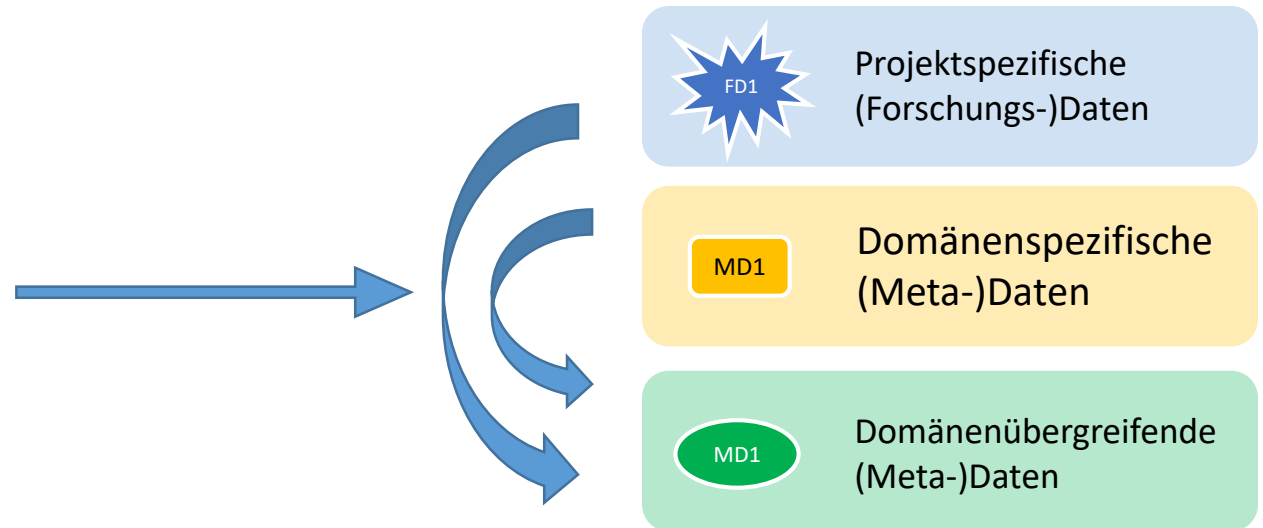 FD1
Projektspezifische
(Forschungs-)Daten
MD1
Domänenspezifische
(Meta-)Daten
MD1
Domänenübergreifende
(Meta-)Daten